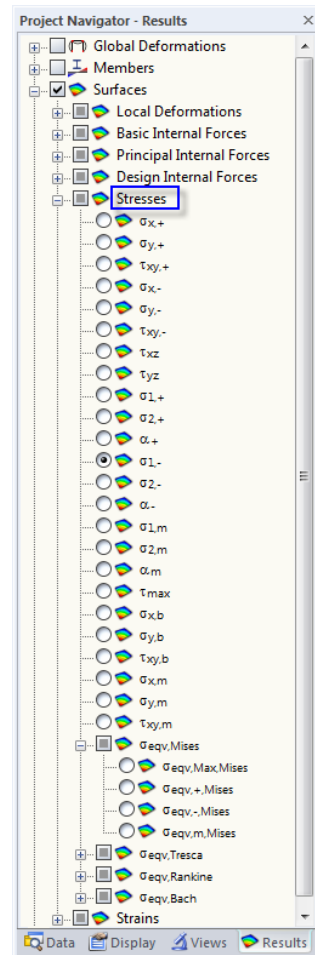 Project Navigator - Results
Global Deformations
Members
Surfaces
Local Deformations
Basic Internal Forces
Principal Internal Forces
Design Internal Forces
Stresses
σx,+
σy,+
τxy,+
σx,-
σy,-
τxy,-
τxz
τyz
σ1,+
σ2,+
α+
σ1,-
σ2,-
α-
σ1,m
σ2,m
αm
τmax
σx,b
σy,b
τxy,b
σx,m
σy,m
τxy,m
σeqv,Mises
σeqv,Max,Mises
σeqv,+,Mises
σeqv,-,Mises
σeqv,m,Mises
σeqv,Tresca
σeqv,Rankine
σeqv,Bach
Strains
Data Display Views Results